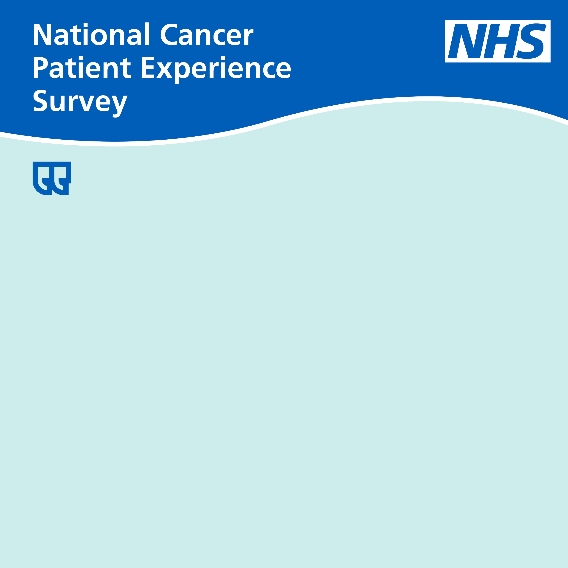 National Cancer
Patient Experience
Survey
NHS